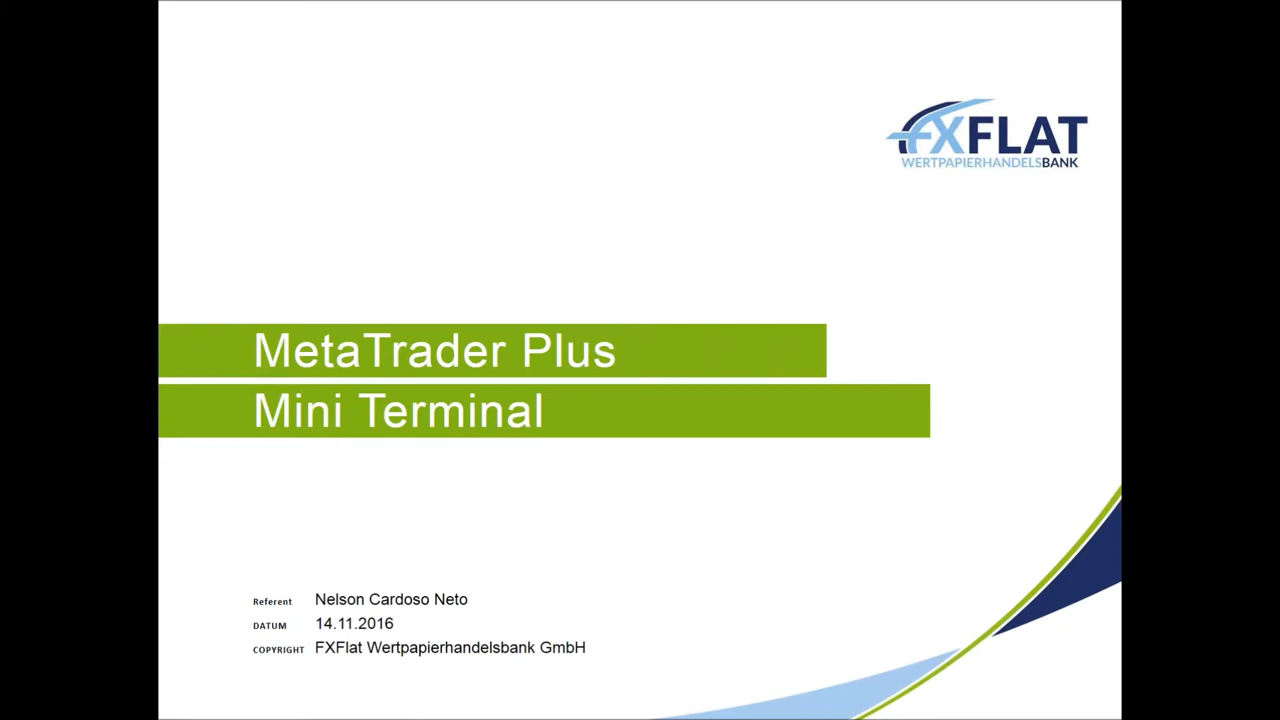 FXFLAT
WERTPAPIERHANDELSBANK
MetaTrader Plus
Mini Terminal
Referent Nelson Cardoso Neto
DATUM 14.11.2016
COPYRIGHT FXFlat Wertpapierhandelsbank GmbH